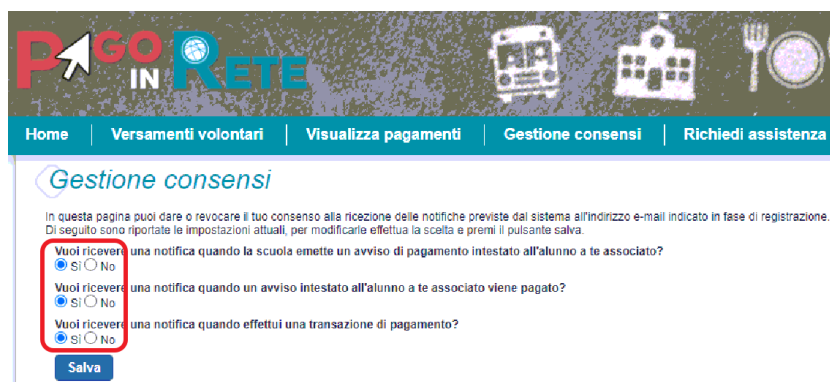 PAGO IN RETE
Home Versamenti volontari Visualizza pagamenti Gestione consensi Richiedi assistenza
Gestione consensi
In questa pagina puoi dare o revocare il tuo consenso alla ricezione delle notifiche previste dal sistema all'indirizzo e-mail indicato in fase di registrazione.
Di seguito sono riportate le impostazioni attuali, per modificarle effettua la scelta e premi il pulsante salva.
Vuoi ricevere una notifica quando la scuola emette un avviso di pagamento intestato all'alunno a te associato?
Sì No
Vuoi ricevere una notifica quando un avviso intestato all'alunno a te associato viene pagato?
Sì No
Vuoi ricevere una notifica quando effettui una transazione di pagamento?
Sì No
Salva